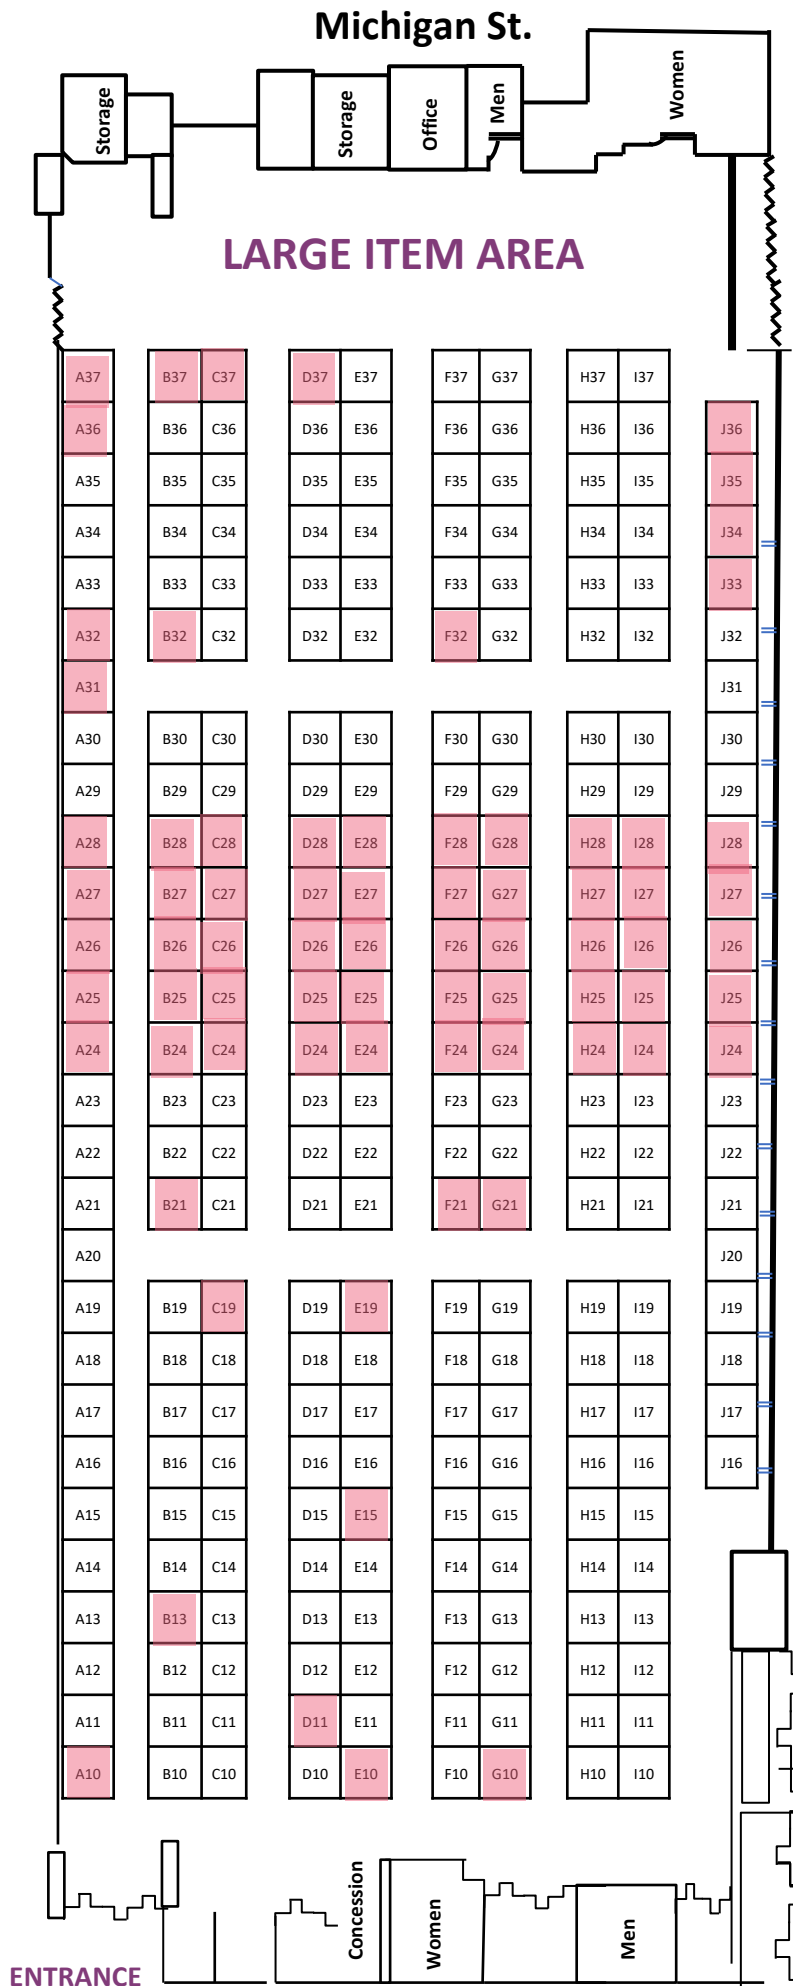 Michigan St.
Storage
Storage
Office
Men
Women
LARGE ITEM AREA
A37 B37 C37 D37 E37 F37 G37 H37 I37
A36 B36 C36 D36 E36 F36 G36 H36 I36 J36
A35 B35 C35 D35 E35 F35 G35 H35 I35 J35
A34 B34 C34 D34 E34 F34 G34 H34 I34 J34
A33 B33 C33 D33 E33 F33 G33 H33 I33 J33
A32 B32 C32 D32 E32 F32 G32 H32 I32 J32
A31 J31
A30 B30 C30 D30 E30 F30 G30 H30 I30 J30
A29 B29 C29 D29 E29 F29 G29 H29 I29 J29
A28 B28 C28 D28 E28 F28 G28 H28 I28 J28
A27 B27 C27 D27 E27 F27 G27 H27 I27 J27
A26 B26 C26 D26 E26 F26 G26 H26 I26 J26
A25 B25 C25 D25 E25 F25 G25 H25 I25 J25
A24 B24 C24 D24 E24 F24 G24 H24 I24 J24
A23 B23 C23 D23 E23 F23 G23 H23 I23 J23
A22 B22 C22 D22 E22 F22 G22 H22 I22 J22
A21 B21 C21 D21 E21 F21 G21 H21 I21 J21
A20 J20
A19 B19 C19 D19 E19 F19 G19 H19 I19 J19
A18 B18 C18 D18 E18 F18 G18 H18 I18 J18
A17 B17 C17 D17 E17 F17 G17 H17 I17 J17
A16 B16 C16 D16 E16 F16 G16 H16 I16 J16
A15 B15 C15 D15 E15 F15 G15 H15 I15
A14 B14 C14 D14 E14 F14 G14 H14 I14
A13 B13 C13 D13 E13 F13 G13 H13 I13
A12 B12 C12 D12 E12 F12 G12 H12 I12
A11 B11 C11 D11 E11 F11 G11 H11 I11
A10 B10 C10 D10 E10 F10 G10 H10 I10
Concession
Women
Men
ENTRANCE